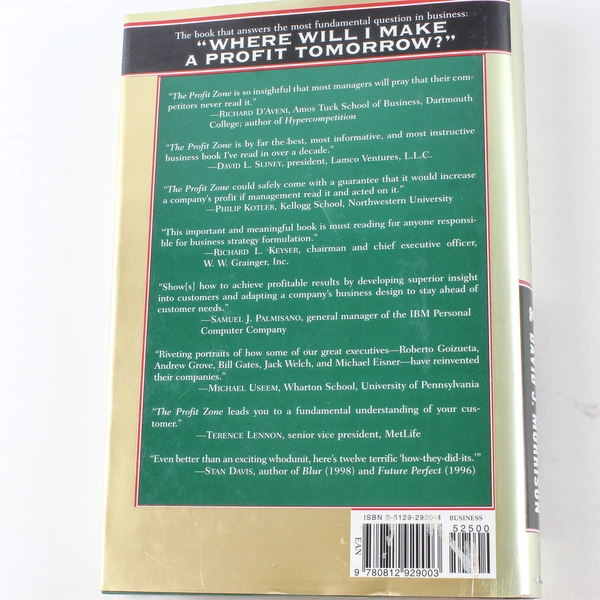 The book that answers the most fundamental question in business:
"WHERE WILL I MAKE
A PROFIT TOMORROW?"
"The Profit Zone is so insightful that most managers will pray that their com-
petitors never read it."
—RICHARD D'AVENI, Amos Tuck School of Business, Dartmouth
College; author of Hypercompetition
"The Profit Zone is by far the best, most informative, and most instructive
business book I've read in over a decade."
—DAVID L. SLINEY, president, Lamco Ventures, L.L.C.
"The Profit Zone could safely come with a guarantee that it would increase
a company's profit if management read it and acted on it."
—PHILIP KOTLER, Kellogg School, Northwestern University
"This important and meaningful book is must reading for anyone responsi-
ble for business strategy formulation."
—RICHARD L. KEYSER, chairman and chief executive officer,
W. W. Grainger, Inc.
"Show[s] how to achieve profitable results by developing superior insight
into customers and adapting a company's business design to stay ahead of
customer needs."
—SAMUEL J. PALMISANO, general manager of the IBM Personal
Computer Company
"Riveting portraits of how some of our great executives—Roberto Goizueta,
Andrew Grove, Bill Gates, Jack Welch, and Michael Eisner—have reinvented
their companies."
—MICHAEL USEEM, Wharton School, University of Pennsylvania
"The Profit Zone leads you to a fundamental understanding of your cus-
tomer."
—TERENCE LENNON, senior vice president, MetLife
"Even better than an exciting whodunit, here's twelve terrific 'how-they-did-its.'"
—STAN DAVIS, author of Blur (1998) and Future Perfect (1996)
ISBN 0-8129-2900-4 BUSINESS
52500
EAN
9 780812 929003
& DAVID J. MORRISON